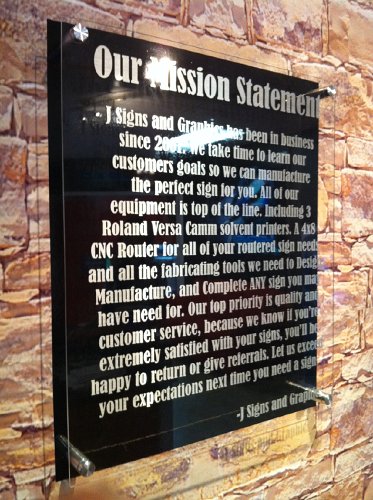 Our Mission Statement
- J Signs and Graphics has been in business
since We take time to learn our
customers goals so we can manufacture
the perfect sign for you. All of our
equipment is top of the line. Including 3
Roland Versa Camm solvent printers. A 4x8
CNC Router for all of your routered sign needs
and all the fabricating tools we need to Design
Manufacture, and Complete ANY sign you may
have need for. Our top priority is quality and
customer service, because we know if you're
extremely satisfied with your signs, you'll be
happy to return or give referrals. Let us exceed
your expectations next time you need a sign
-J Signs and Graphics